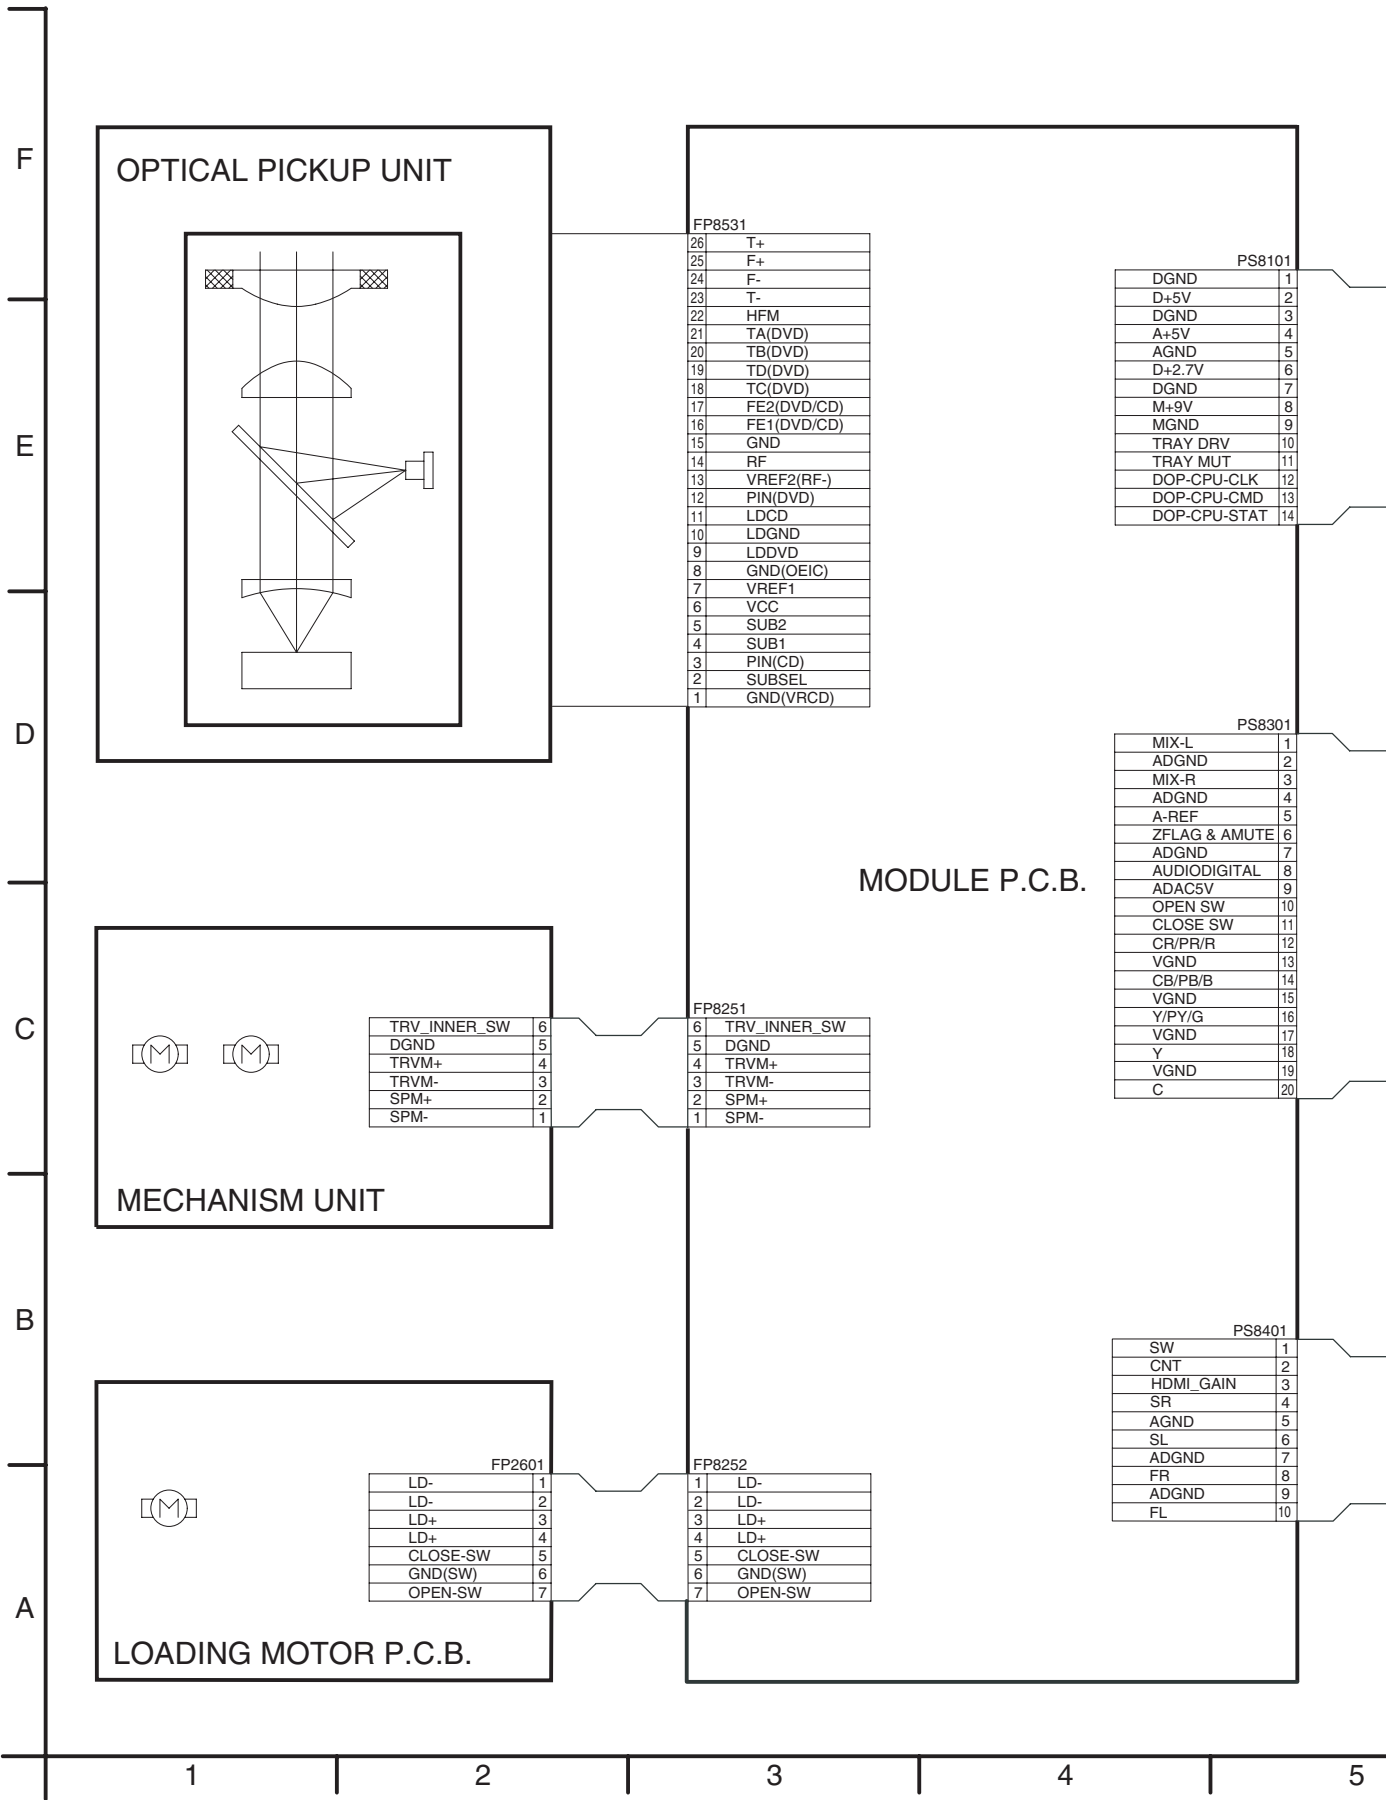 F
E
D
C
B
A
OPTICAL PICKUP UNIT
FP8531
26 T+
25 F+
24 F-
23 T-
22 HFM
21 TA(DVD)
20 TB(DVD)
19 TD(DVD)
18 TC(DVD)
17 FE2(DVD/CD)
16 FE1(DVD/CD)
15 GND
14 RF
13 VREF2(RF-)
12 PIN(DVD)
11 LDCD
10 LDGND
9 LDDVD
8 GND(OEIC)
7 VREF1
6 VCC
5 SUB2
4 SUB1
3 PIN(CD)
2 SUBSEL
1 GND(VRCD)
PS8101
DGND 1
D+5V 2
DGND 3
A+5V 4
AGND 5
D+2.7V 6
DGND 7
M+9V 8
MGND 9
TRAY DRV 10
TRAY MUT 11
DOP-CPU-CLK 12
DOP-CPU-CMD 13
DOP-CPU-STAT 14
PS8301
MIX-L 1
ADGND 2
MIX-R 3
ADGND 4
A-REF 5
ZFLAG & AMUTE 6
ADGND 7
AUDIODIGITAL 8
ADAC5V 9
OPEN SW 10
CLOSE SW 11
CR/PR/R 12
VGND 13
CB/PB/B 14
VGND 15
Y/PY/G 16
VGND 17
Y 18
VGND 19
C 20
MODULE P.C.B.
M M
TRV_INNER_SW 6
DGND 5
TRVM+ 4
TRVM- 3
SPM+ 2
SPM- 1
MECHANISM UNIT
FP8251
6 TRV_INNER_SW
5 DGND
4 TRVM+
3 TRVM-
2 SPM+
1 SPM-
PS8401
SW 1
CNT 2
HDMI_GAIN 3
SR 4
AGND 5
SL 6
ADGND 7
FR 8
ADGND 9
FL 10
M
FP2601
LD- 1
LD- 2
LD+ 3
LD+ 4
CLOSE-SW 5
GND(SW) 6
OPEN-SW 7
LOADING MOTOR P.C.B.
FP8252
1 LD-
2 LD-
3 LD+
4 LD+
5 CLOSE-SW
6 GND(SW)
7 OPEN-SW
1 2 3 4 5